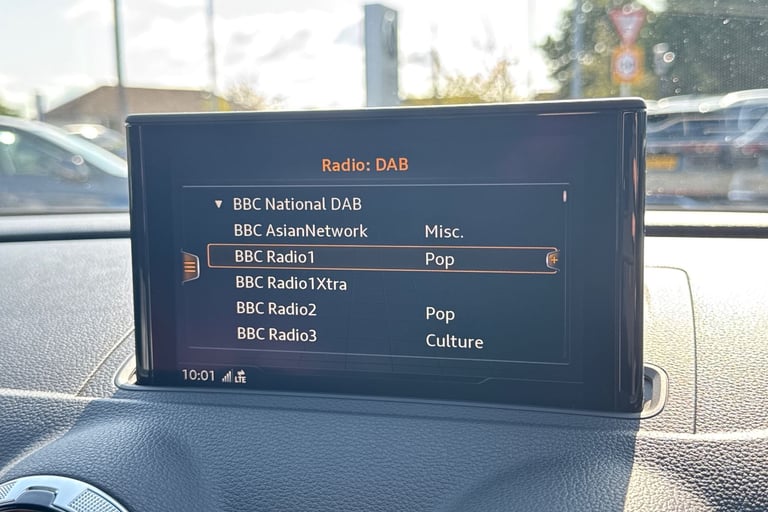 Radio: DAB
▼ BBC National DAB
BBC AsianNetwork Misc.
BBC Radio1 Pop
BBC Radio1Xtra
BBC Radio2 Pop
BBC Radio3 Culture
10:01 LTE